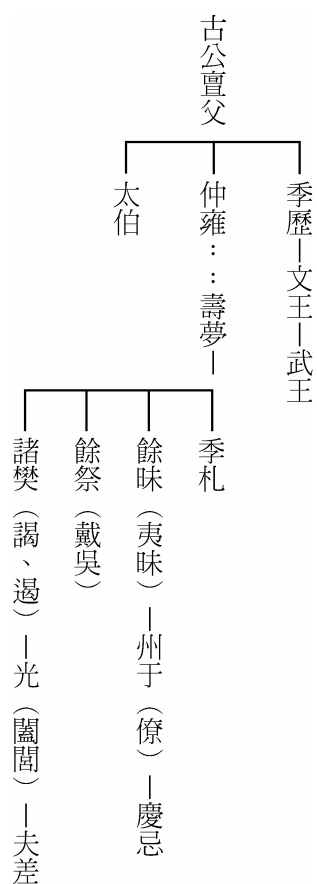 古公亶父
季歷—文王—武王
仲雍：：壽夢—
太伯
季札
餘昧（夷昧）—州于（僚）—慶忌
餘祭（戴吳）
諸樊（謁、遏）—光（闔閭）—夫差